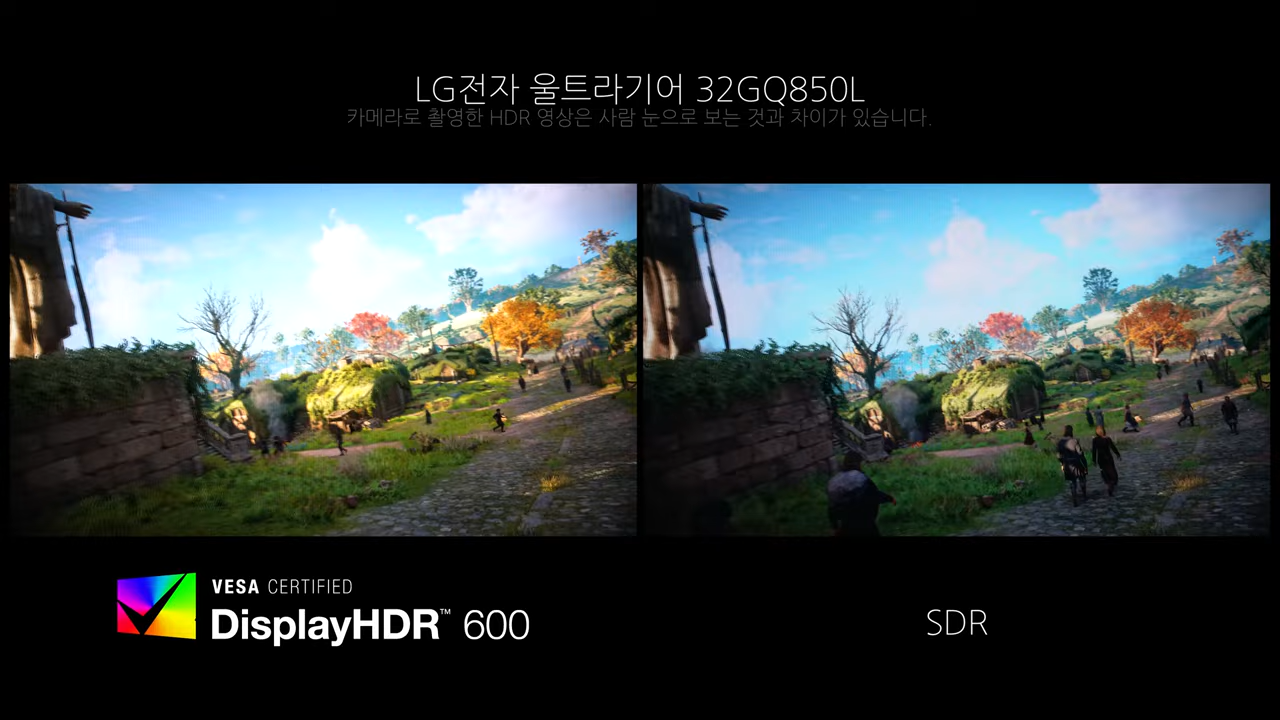 LG전자 울트라기어 32GQ850L
카메라로 촬영한 HDR 영상은 사람 눈으로 보는 것과 차이가 있습니다.
VESA CERTIFIED
DisplayHDR™ 600
SDR